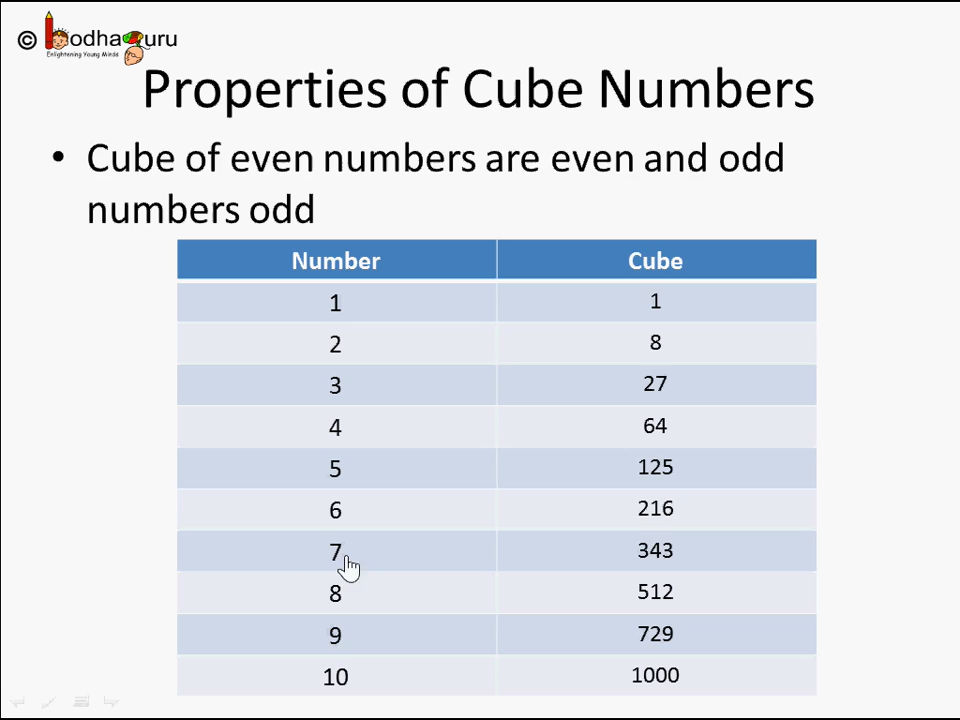 © BodhaGuru
Enlightening Young Minds
Properties of Cube Numbers
• Cube of even numbers are even and odd
numbers odd
Number Cube
1 1
2 8
3 27
4 64
5 125
6 216
7 343
8 512
9 729
10 1000